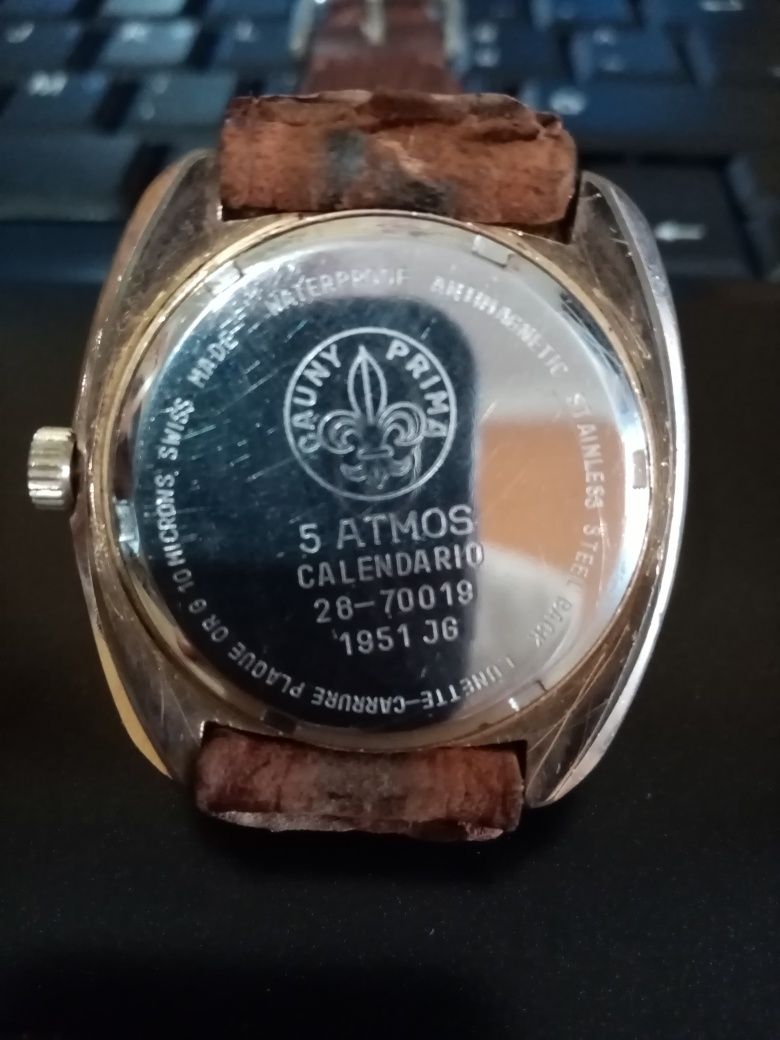 CAUNY PRIMA
5 ATMOS
CALENDARIO
28-70019
1951 JG
WATERPROOF ANTIMAGNETIC STAINLESS STEEL BACK LUNETTE-CARRURE PLAQUE OR G 10 MICRONS SWISS MADE